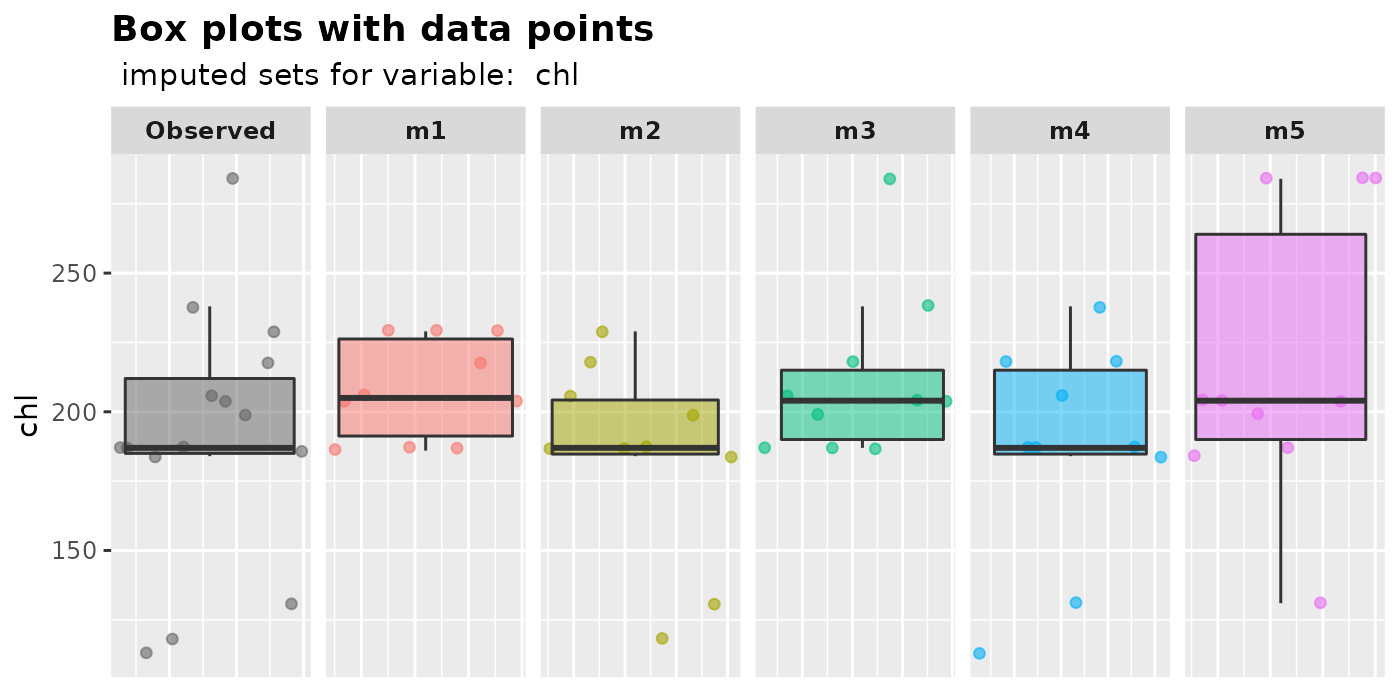 Box plots with data points
imputed sets for variable:  chl
Observed m1 m2 m3 m4 m5
chl
250
200
150